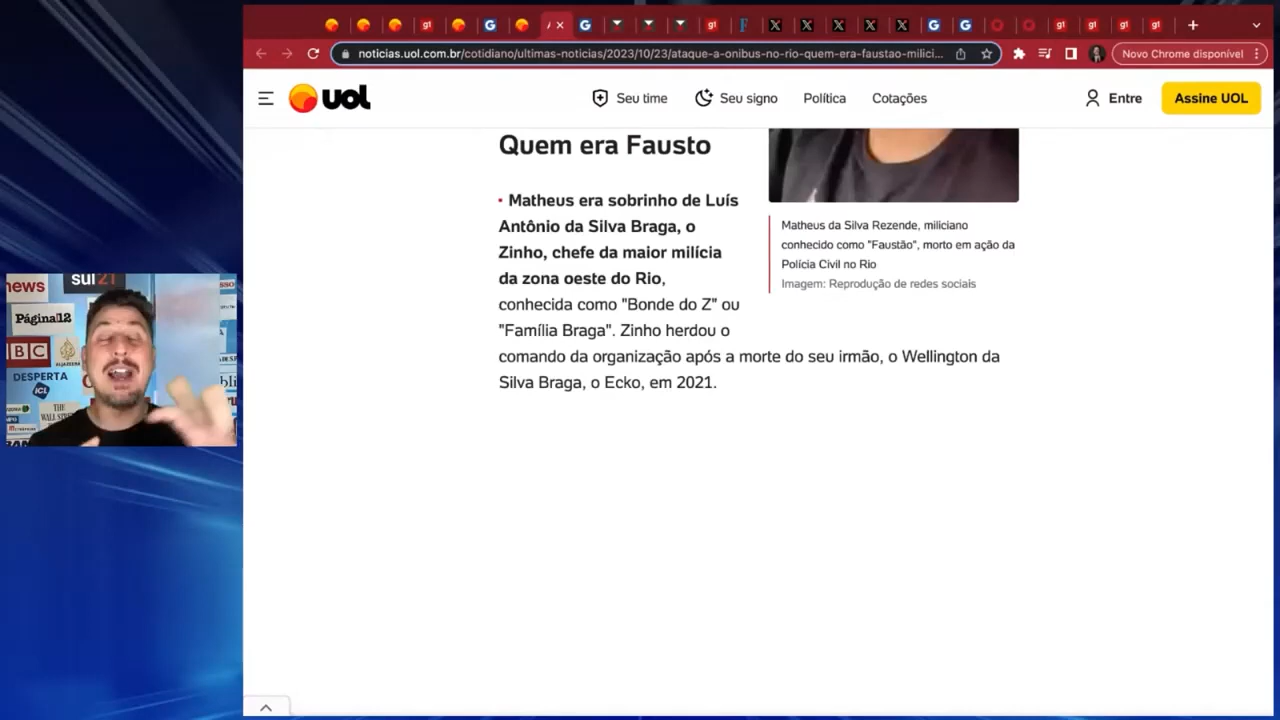 noticias.uol.com.br/cotidiano/ultimas-noticias/2023/10/23/ataque-a-onibus-no-rio-quem-era-faustao-milici...
Novo Chrome disponível
UOL
Seu time
Seu signo
Política
Cotações
Entre
Assine UOL
Quem era Fausto
• Matheus era sobrinho de Luís
Antônio da Silva Braga, o
Zinho, chefe da maior milícia
da zona oeste do Rio,
conhecida como "Bonde do Z" ou
"Família Braga". Zinho herdou o
comando da organização após a morte do seu irmão, o Wellington da
Silva Braga, o Ecko, em 2021.
Matheus da Silva Rezende, miliciano
conhecido como "Faustão", morto em ação da
Polícia Civil no Rio
Imagem: Reprodução de redes sociais
news
sul21
Página12
BBC
ALJAZEERA
DESPERTA
ICL
THE
WALL